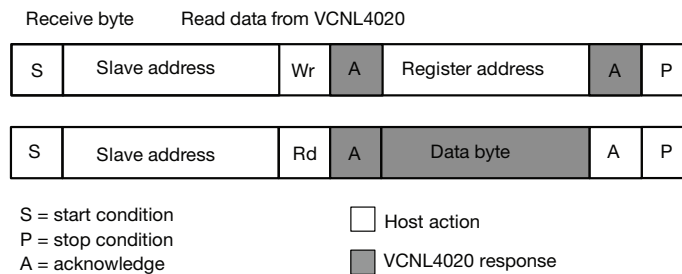 Receive byte Read data from VCNL4020
S Slave address Wr A Register address A P
S Slave address Rd A Data byte A P
S = start condition
P = stop condition
A = acknowledge
Host action
VCNL4020 response